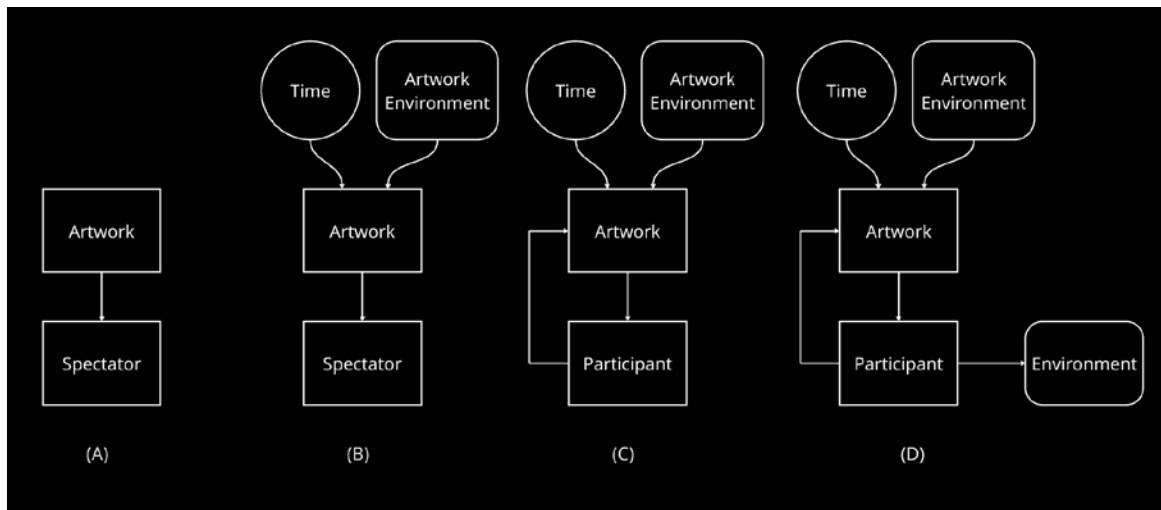 Time
Artwork
Environment
Time
Artwork
Environment
Time
Artwork
Environment
Artwork
Artwork
Artwork
Artwork
Spectator
Spectator
Participant
Participant
Environment
(A)
(B)
(C)
(D)